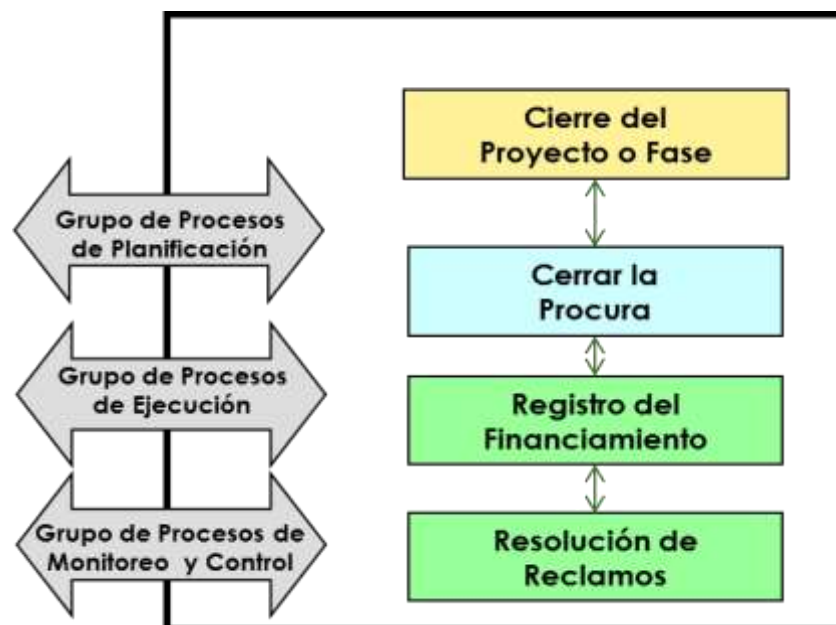 Cierre del
Proyecto o Fase
Grupo de Procesos
de Planificación
Cerrar la
Procura
Grupo de Procesos
de Ejecución
Registro del
Financiamiento
Grupo de Procesos de
Monitoreo y Control
Resolución de
Reclamos